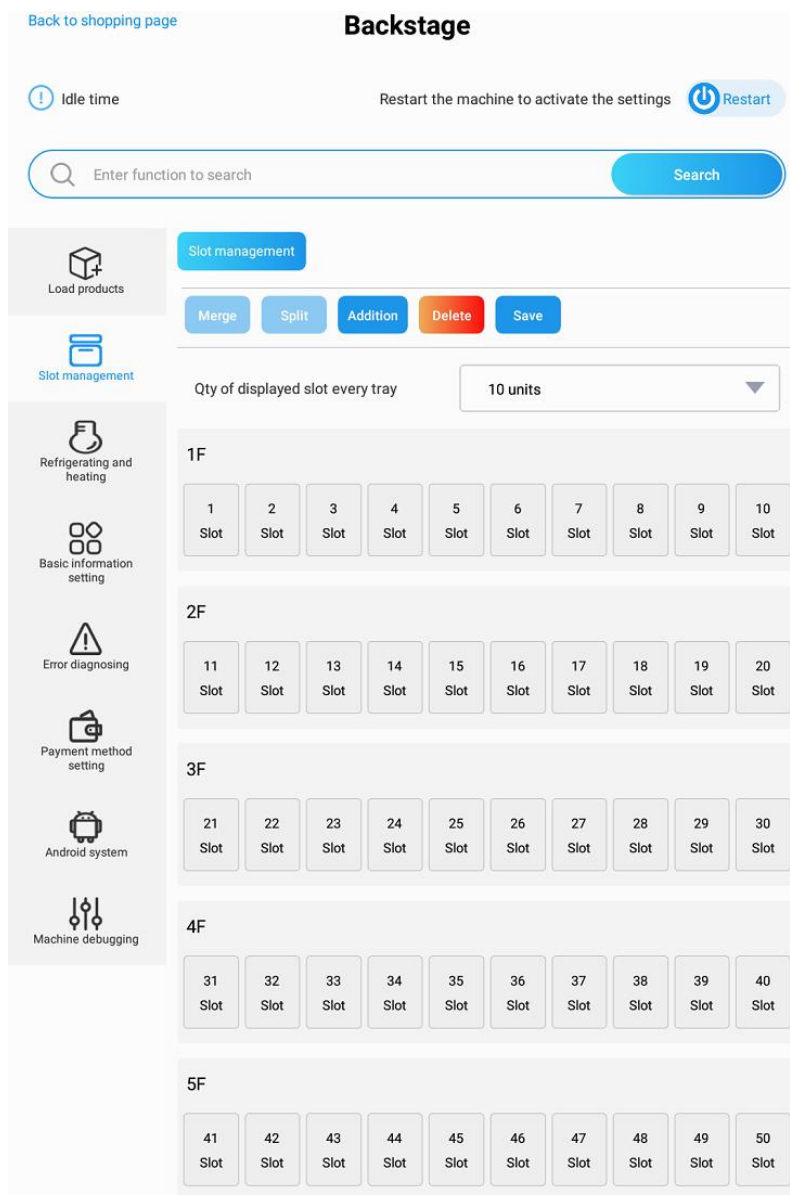 Back to shopping page
Backstage
Idle time
Restart the machine to activate the settings
Restart
Enter function to search
Search
Load products
Slot management
Refrigerating and
heating
Basic information
setting
Error diagnosing
Payment method
setting
Android system
Machine debugging
Slot management
Merge Split Addition Delete Save
Qty of displayed slot every tray 10 units
1F
1 2 3 4 5 6 7 8 9 10
Slot Slot Slot Slot Slot Slot Slot Slot Slot Slot
2F
11 12 13 14 15 16 17 18 19 20
Slot Slot Slot Slot Slot Slot Slot Slot Slot Slot
3F
21 22 23 24 25 26 27 28 29 30
Slot Slot Slot Slot Slot Slot Slot Slot Slot Slot
4F
31 32 33 34 35 36 37 38 39 40
Slot Slot Slot Slot Slot Slot Slot Slot Slot Slot
5F
41 42 43 44 45 46 47 48 49 50
Slot Slot Slot Slot Slot Slot Slot Slot Slot Slot